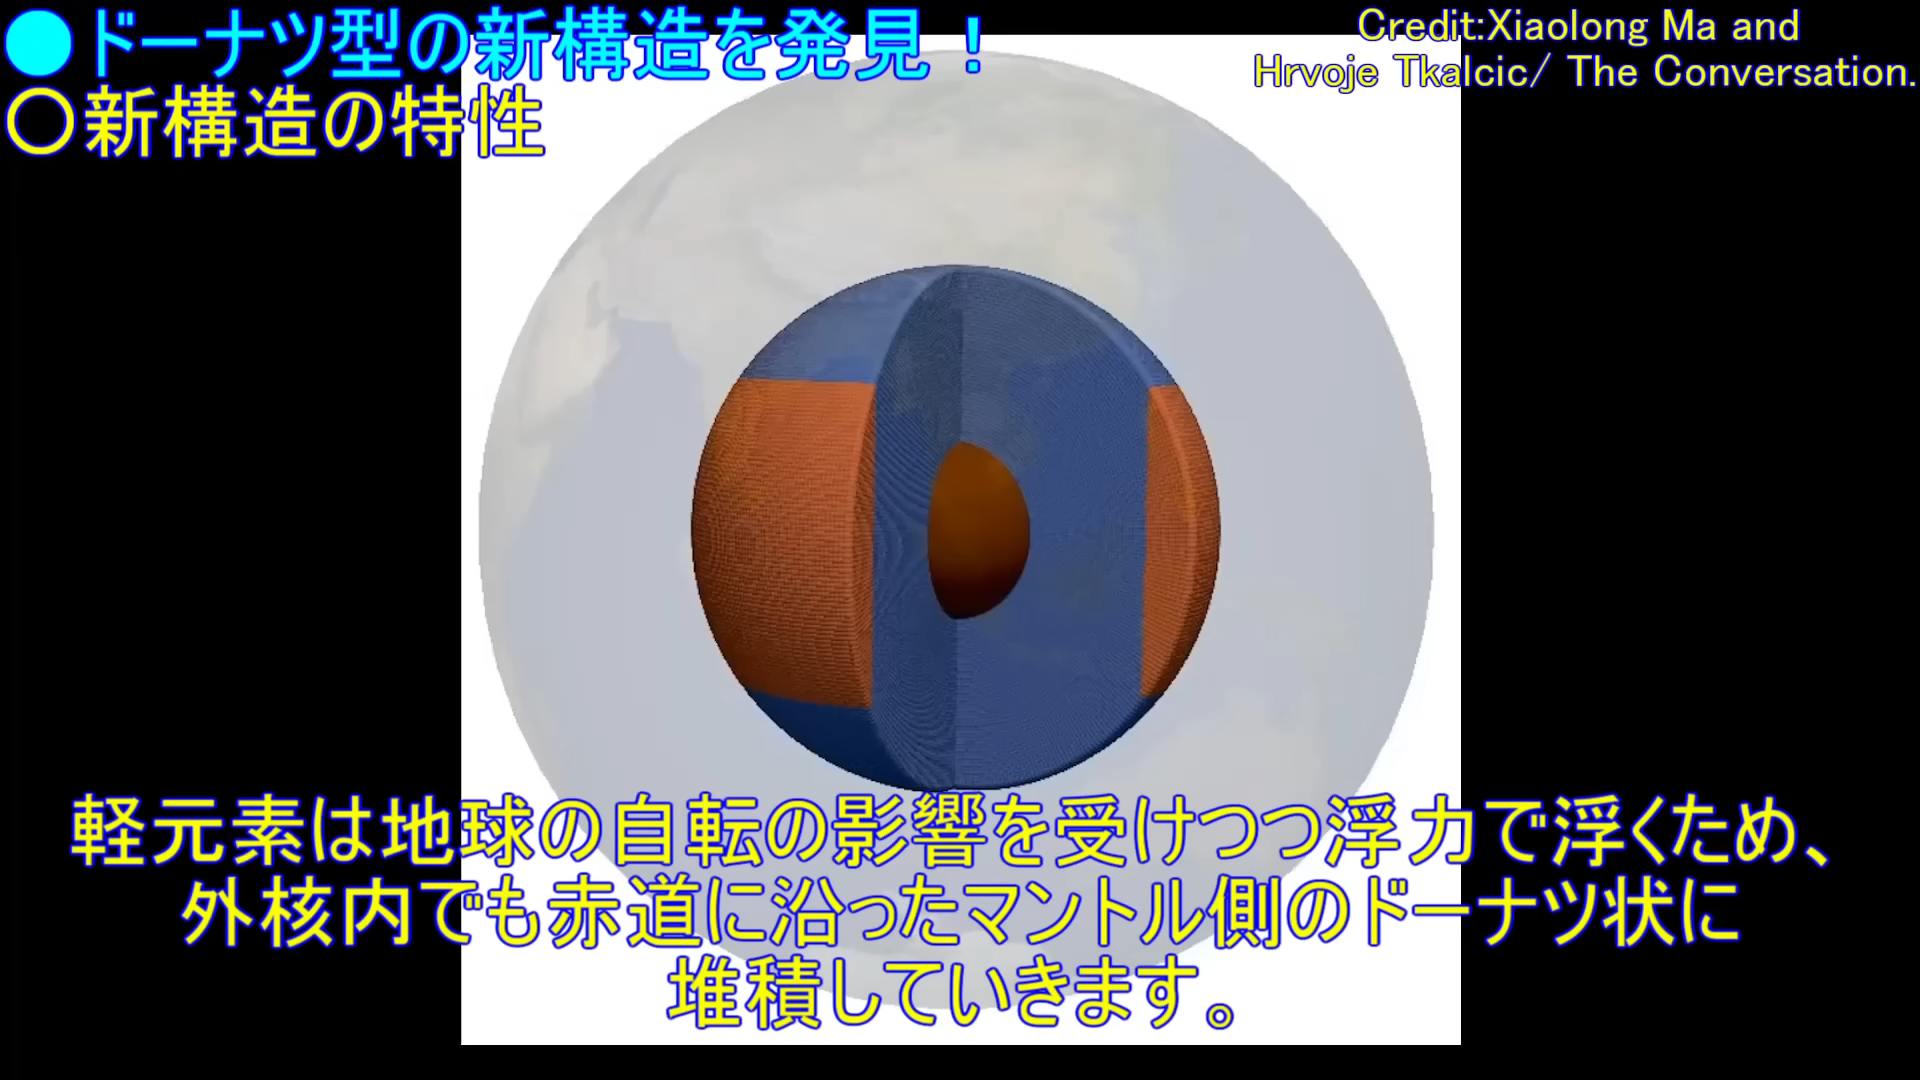 ●ドーナツ型の新構造を発見！
〇新構造の特性
Credit:Xiaolong Ma and
Hrvoje Tkalcic/ The Conversation.
軽元素は地球の自転の影響を受けつつ浮力で浮くため、
外核内でも赤道に沿ったマントル側のドーナツ状に
堆積していきます。